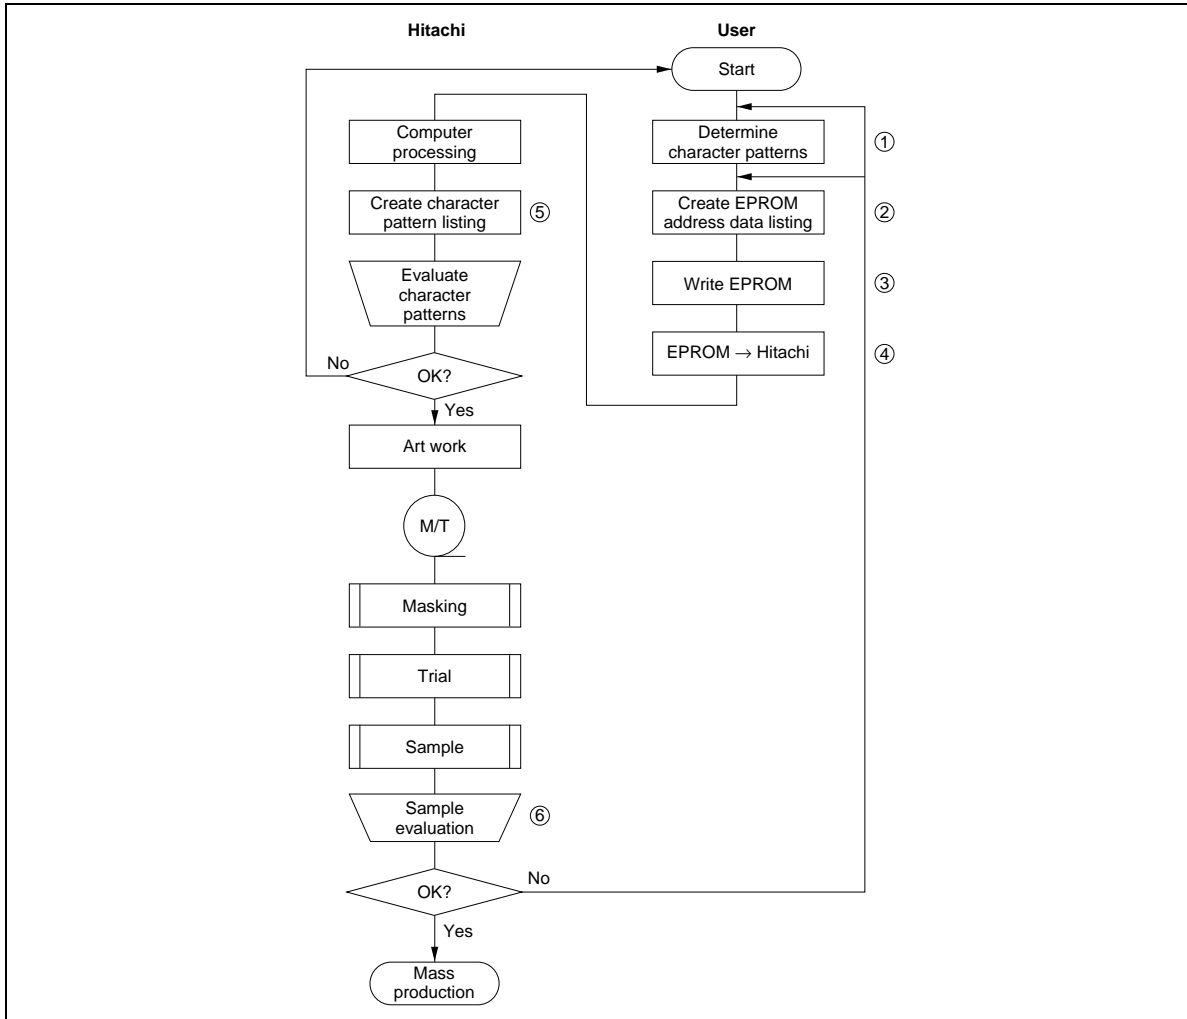 Hitachi
User
Start
Determine
character patterns
①
Create EPROM
address data listing
②
Write EPROM
③
EPROM → Hitachi
④
Computer
processing
Create character
pattern listing
⑤
Evaluate
character
patterns
No
OK?
Yes
Art work
M/T
Masking
Trial
Sample
Sample
evaluation
⑥
OK?
No
Yes
Mass
production